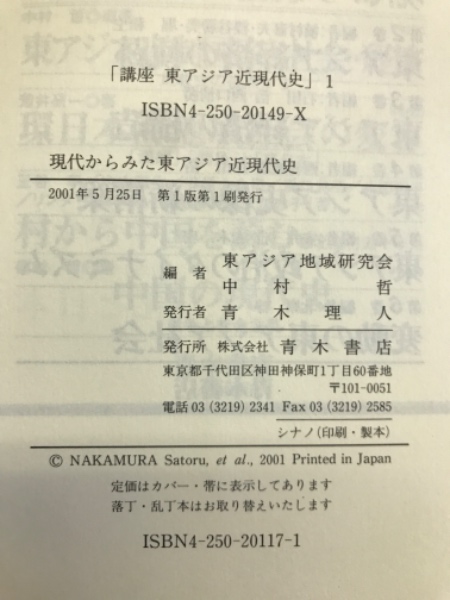 「講座 東アジア近現代史」1
ISBN4-250-20149-X
現代からみた東アジア近現代史
2001年5月25日 第1版第1刷発行
編者 東アジア地域研究会
中村 哲
発行者 青木理人
発行所 株式会社 青木書店
東京都千代田区神田神保町1丁目60番地
〒101-0051
電話03(3219)2341 Fax 03(3219)2585
シナノ(印刷・製本)
© NAKAMURA Satoru, et al., 2001 Printed in Japan
定価はカバー・帯に表示してあります
落丁・乱丁本はお取り替えいたします
ISBN4-250-20117-1